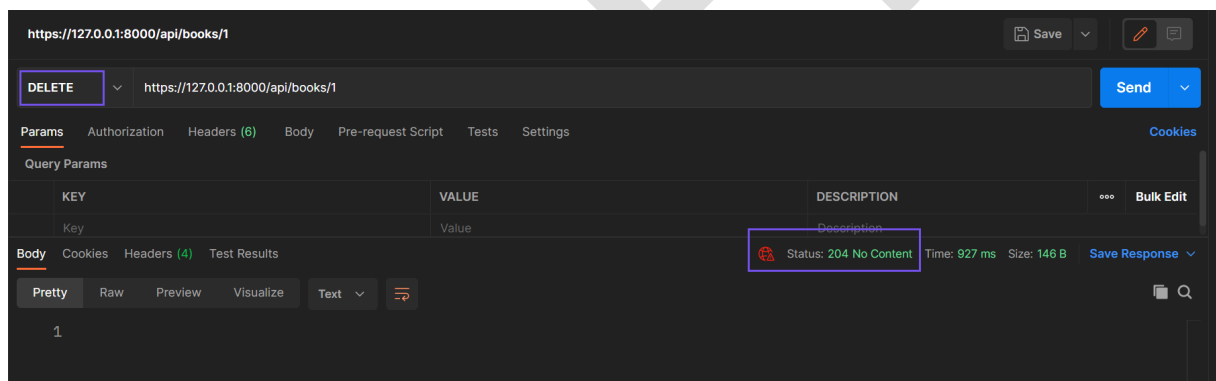 https://127.0.0.1:8000/api/books/1 Save
DELETE https://127.0.0.1:8000/api/books/1 Send
Params Authorization Headers (6) Body Pre-request Script Tests Settings Cookies
Query Params
KEY VALUE DESCRIPTION Bulk Edit
Key Value Description
Body Cookies Headers (4) Test Results Status: 204 No Content Time: 927 ms Size: 146 B Save Response
Pretty Raw Preview Visualize Text
1